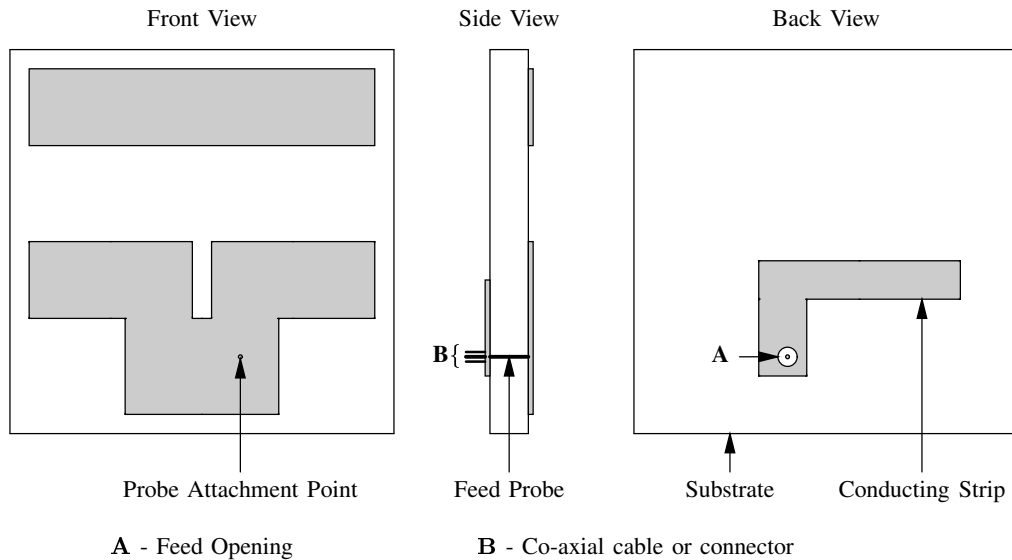 Front View
Side View
Back View
B{
A
Probe Attachment Point
Feed Probe
Substrate
Conducting Strip
A - Feed Opening
B - Co-axial cable or connector